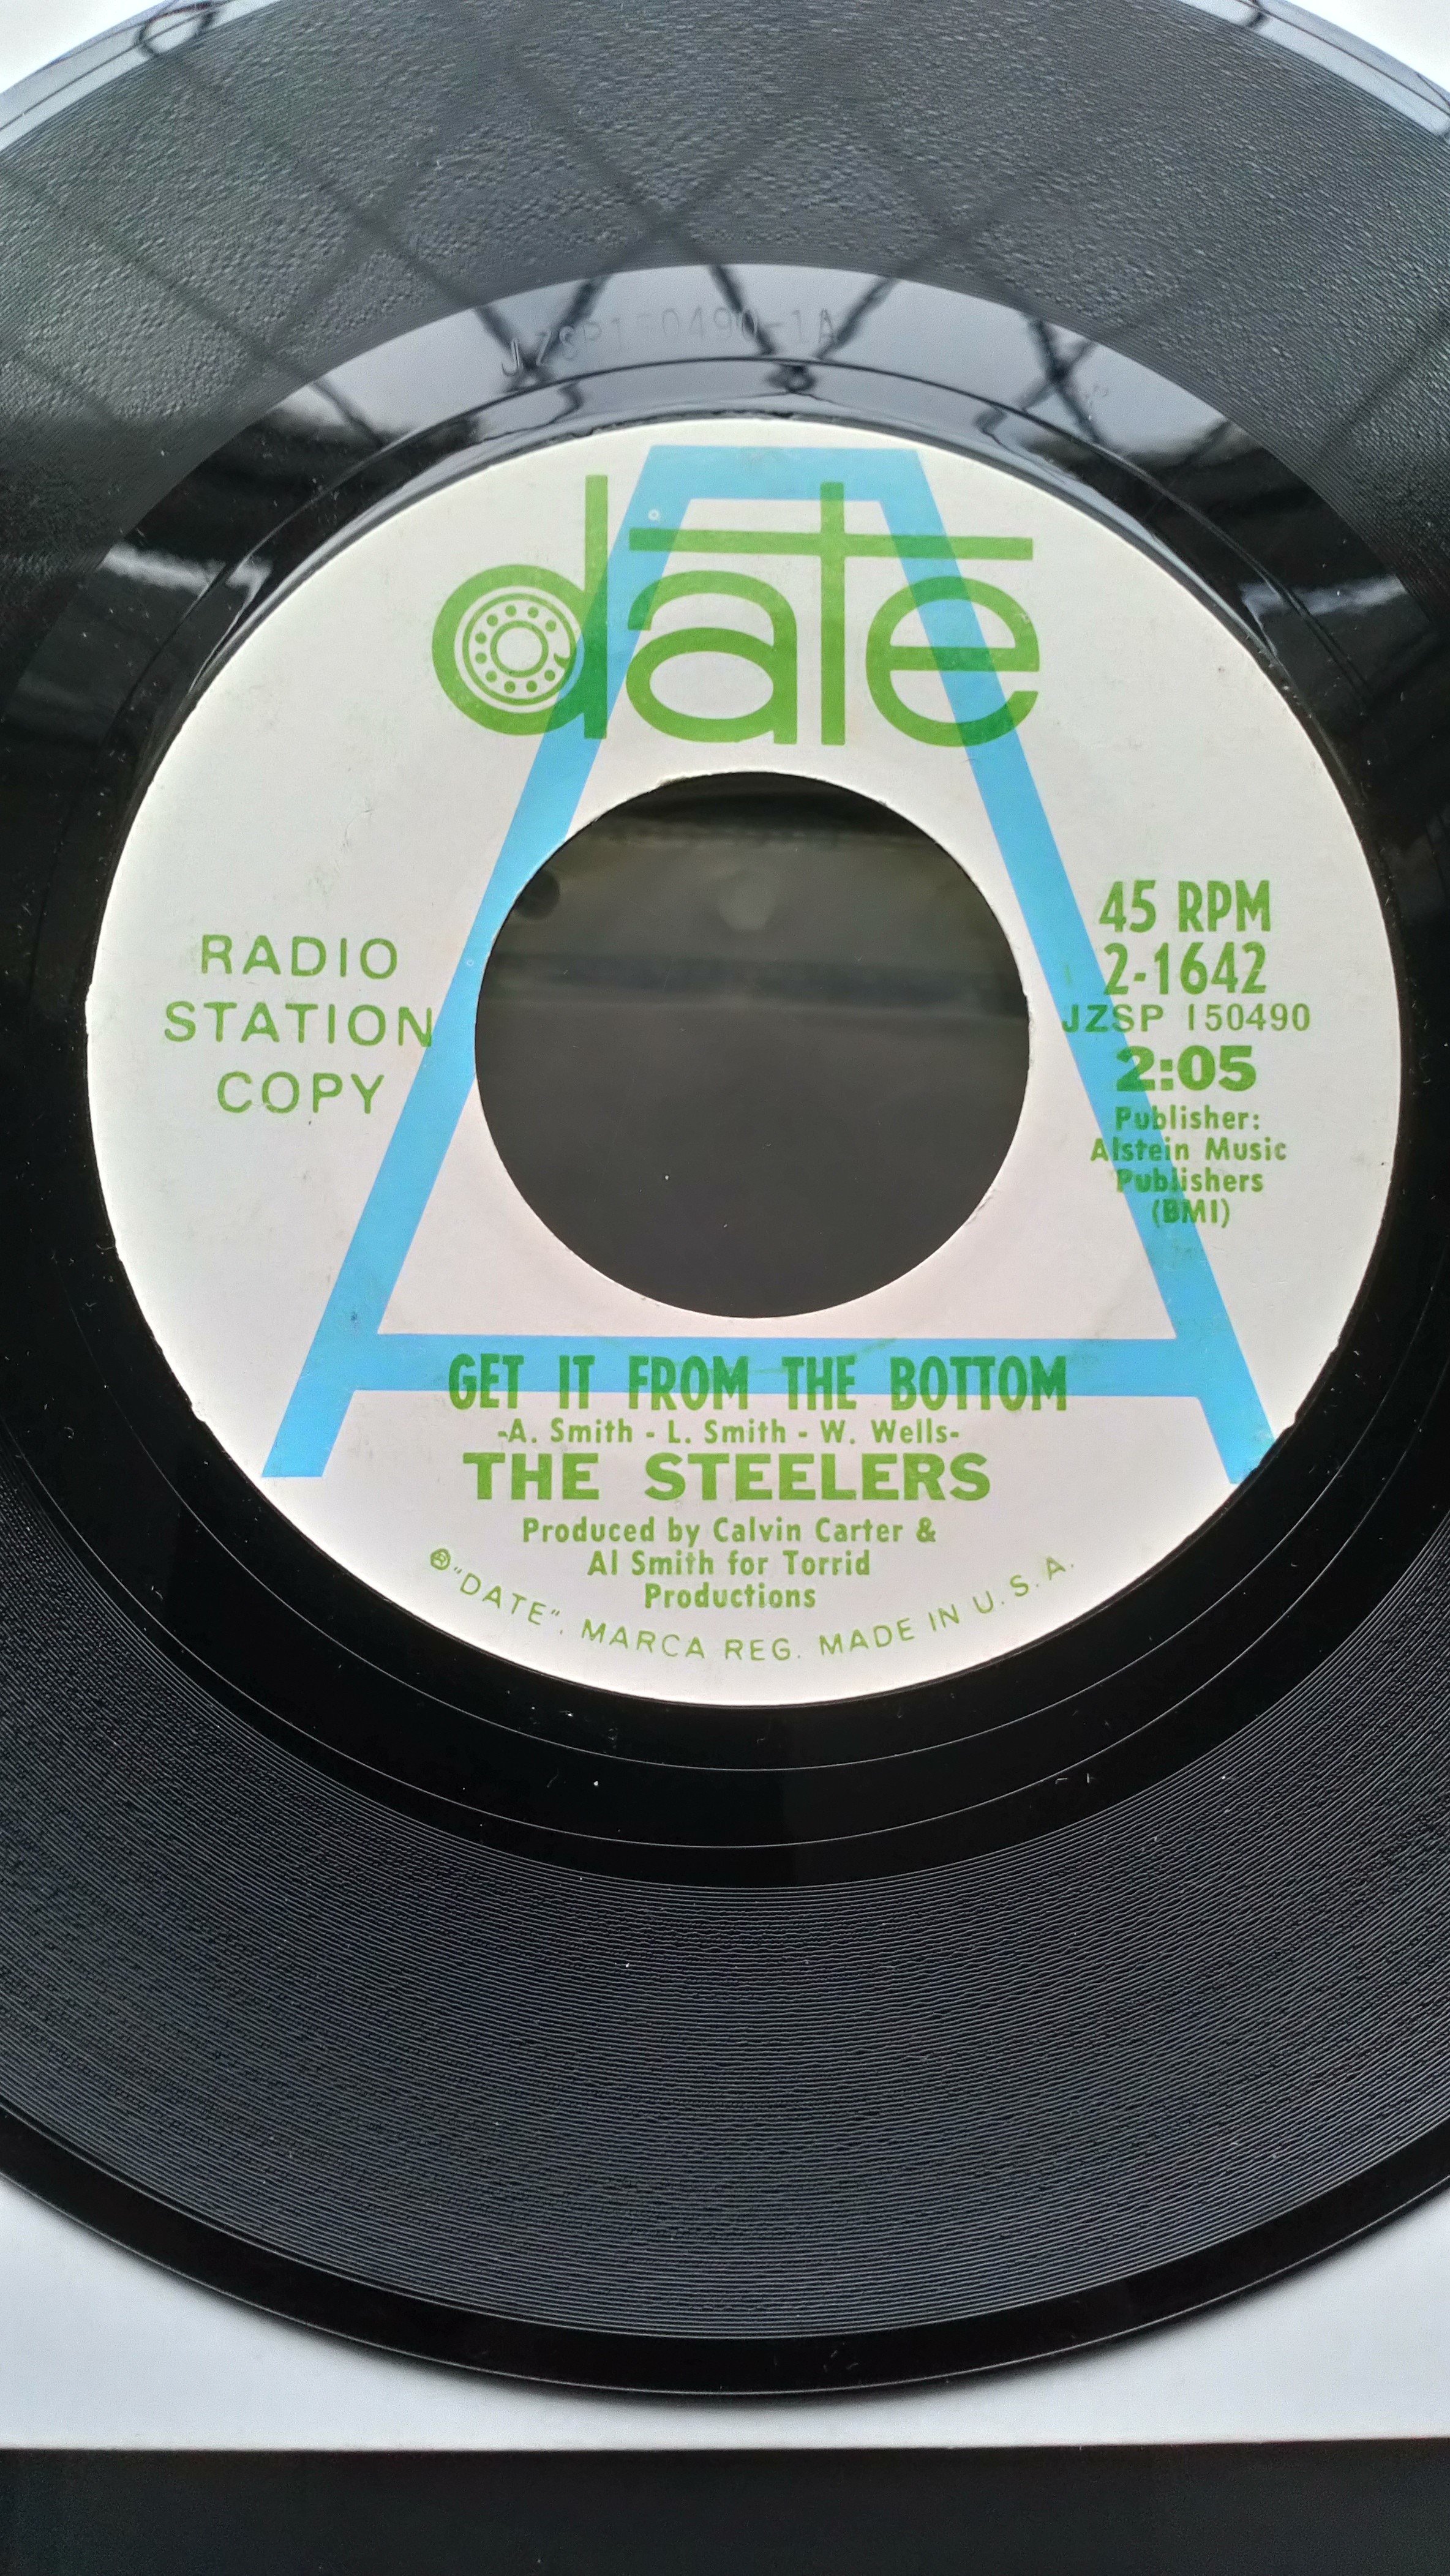 JZSP150490-1A
date
A
RADIO
STATION
COPY
45 RPM
2-1642
JZSP 150490
2:05
Publisher:
Alstein Music
Publishers
(BMI)
GET IT FROM THE BOTTOM
-A. Smith - L. Smith - W. Wells-
THE STEELERS
Produced by Calvin Carter &
Al Smith for Torrid
Productions
"DATE". MARCA REG. MADE IN U.S.A.